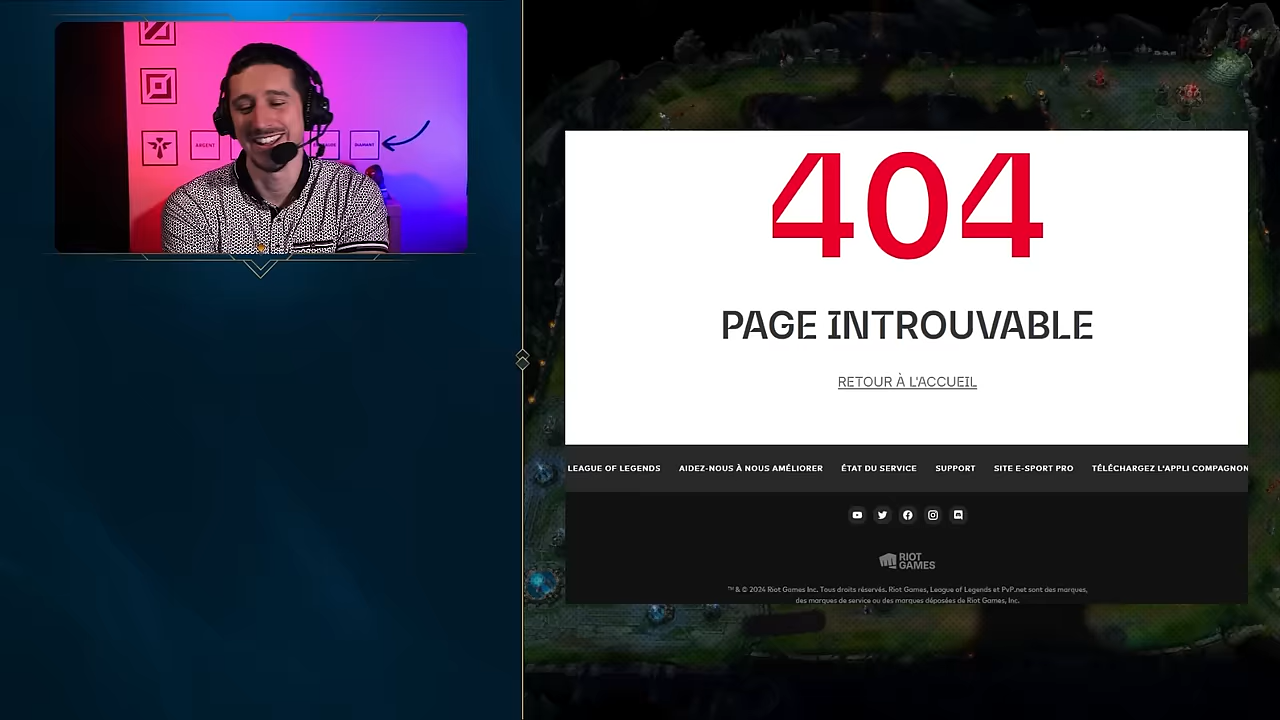 ARGENT
DIAMANT
404
PAGE INTROUVABLE
RETOUR À L'ACCUEIL
LEAGUE OF LEGENDS
AIDEZ-NOUS À NOUS AMÉLIORER
ÉTAT DU SERVICE
SUPPORT
SITE E-SPORT PRO
TÉLÉCHARGEZ L'APPLI COMPAGNON
RIOT
GAMES
™ & © 2024 Riot Games Inc. Tous droits réservés. Riot Games, League of Legends et PvP.net sont des marques,
des marques de service ou des marques déposées de Riot Games, Inc.